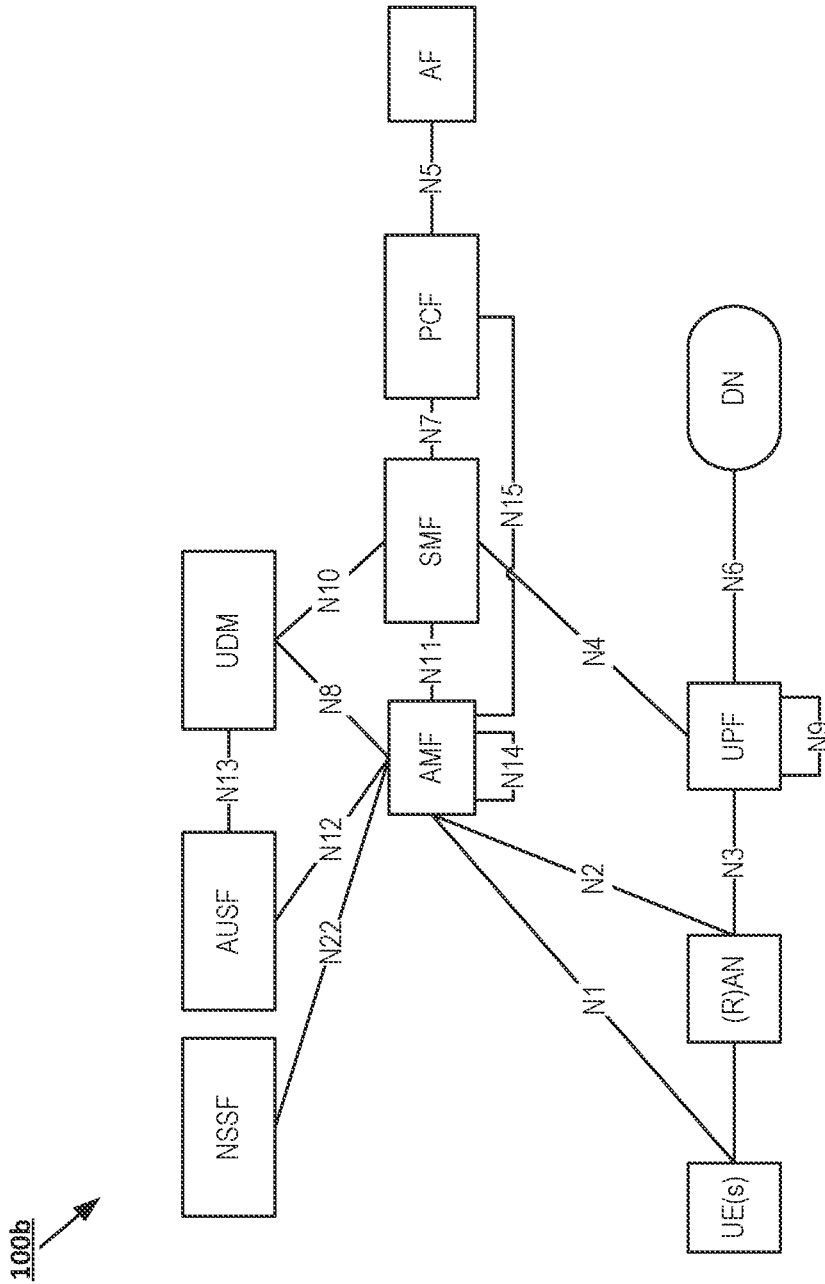 100b
NSSF
AUSF
N13
UDM
N22
N12
N8
N10
AMF
N11
SMF
N7
PCF
N5
AF
N14
N15
N1
N2
N4
UE(s)
(R)AN
N3
UPF
N6
DN
N9